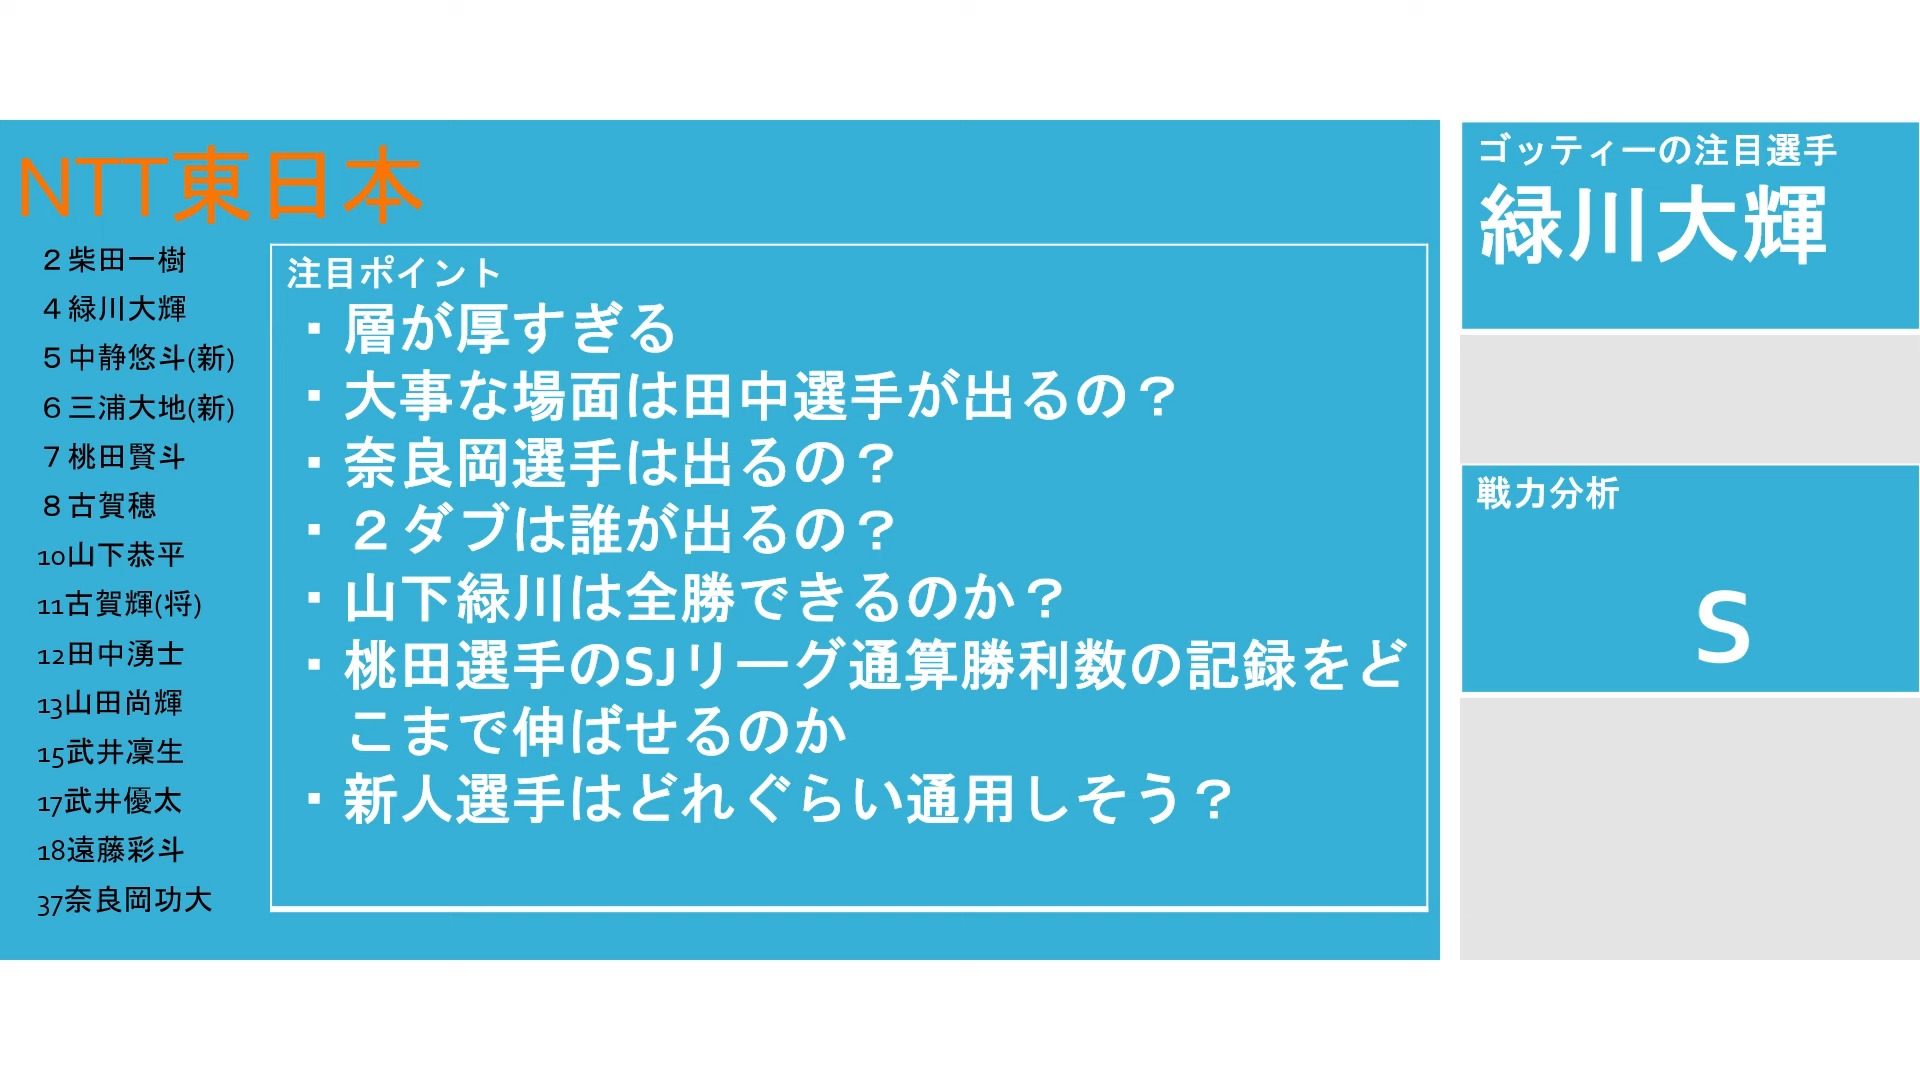 NTT東日本
2柴田一樹
4緑川大輝
5中静悠斗(新)
6三浦大地(新)
7桃田賢斗
8古賀穂
10山下恭平
11古賀輝(将)
12田中湧士
13山田尚輝
15武井凜生
17武井優太
18遠藤彩斗
37奈良岡功大
注目ポイント
・層が厚すぎる
・大事な場面は田中選手が出るの？
・奈良岡選手は出るの？
・２ダブは誰が出るの？
・山下緑川は全勝できるのか？
・桃田選手のSJリーグ通算勝利数の記録をど
こまで伸ばせるのか
・新人選手はどれぐらい通用しそう？
ゴッティーの注目選手
緑川大輝
戦力分析
S